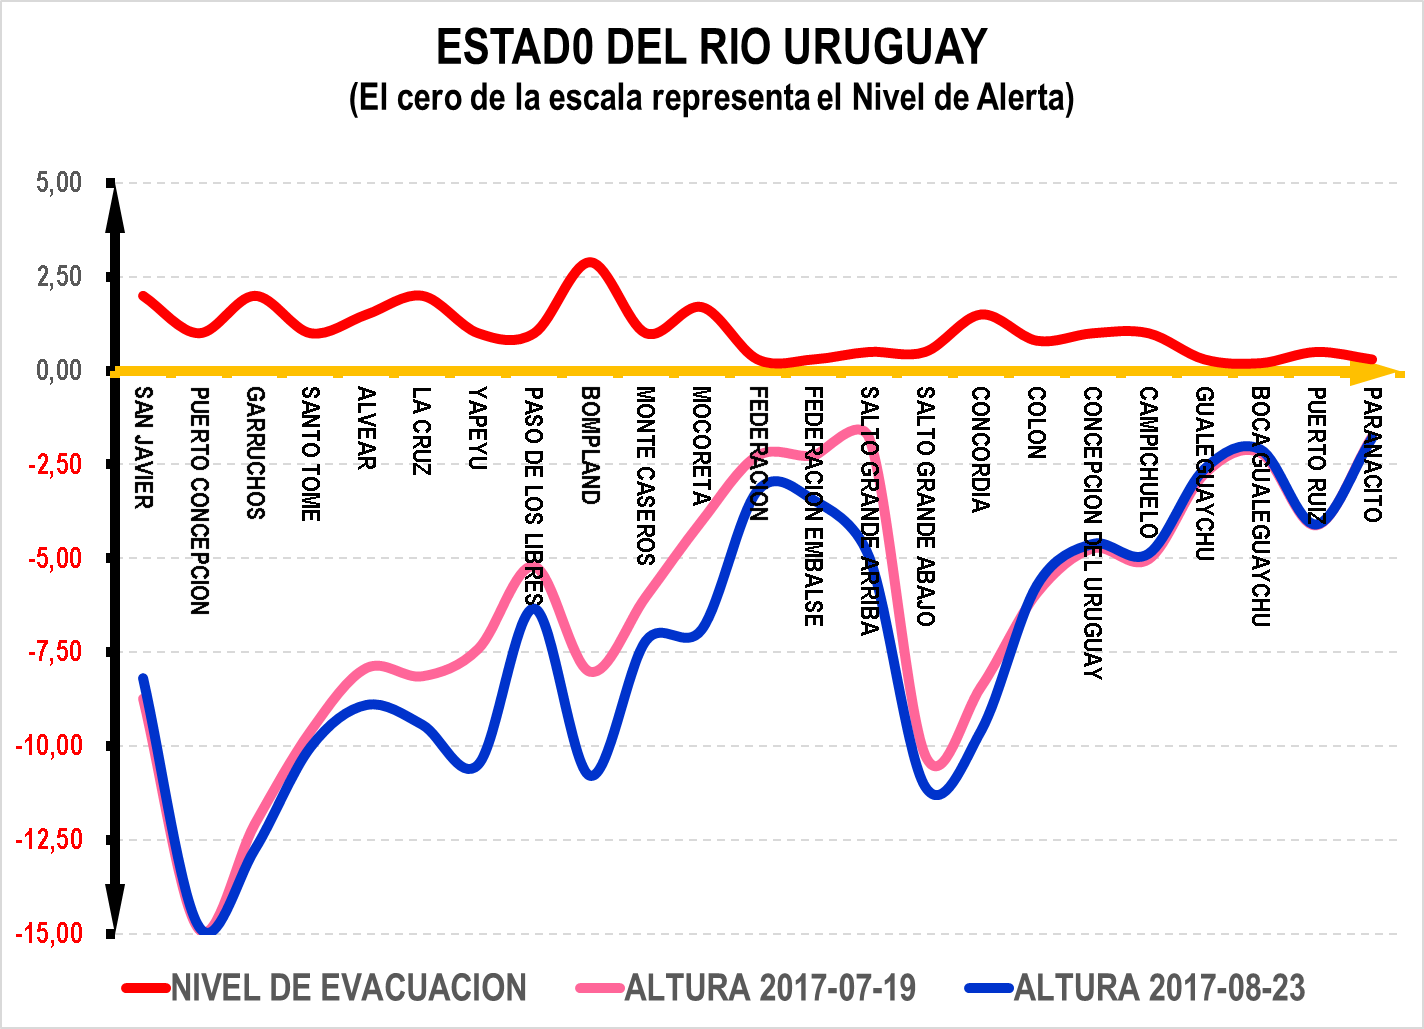 ESTAD0 DEL RIO URUGUAY
(El cero de la escala representa el Nivel de Alerta)
5,00
2,50
0,00
-2,50
-5,00
-7,50
-10,00
-12,50
-15,00
SAN JAVIER
PUERTO CONCEPCION
GARRUCHOS
SANTO TOME
ALVEAR
LA CRUZ
YAPEYU
PASO DE LOS LIBRES
BOMPLAND
MONTE CASEROS
MOCORETA
FEDERACION
FEDERACION EMBALSE
SALTO GRANDE ARRIBA
SALTO GRANDE ABAJO
CONCORDIA
COLON
CONCEPCION DEL URUGUAY
CAMPICHUELO
GUALEGUAYCHU
BOCA GUALEGUAYCHU
PUERTO RUIZ
PARANACITO
NIVEL DE EVACUACION
ALTURA 2017-07-19
ALTURA 2017-08-23